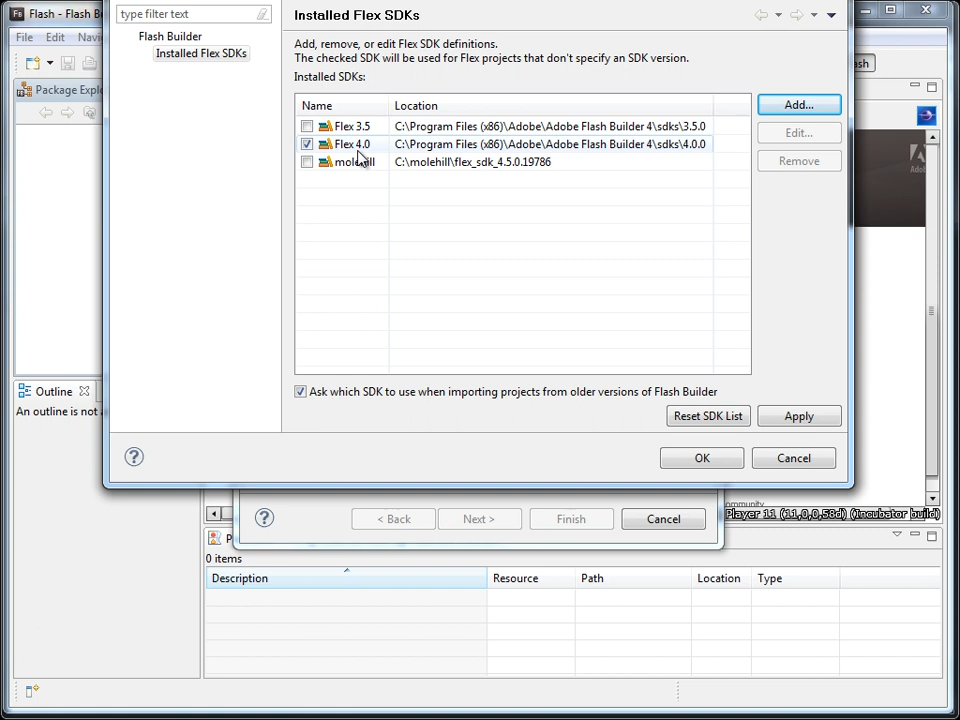 Flash - Flash B
File Edit Navi
ash
Package Explo
Outline
An outline is not a
type filter text
Flash Builder
Installed Flex SDKs
Installed Flex SDKs
Add, remove, or edit Flex SDK definitions.
The checked SDK will be used for Flex projects that don't specify an SDK version.
Installed SDKs:
Name Location
Flex 3.5 C:\Program Files (x86)\Adobe\Adobe Flash Builder 4\sdks\3.5.0
Flex 4.0 C:\Program Files (x86)\Adobe\Adobe Flash Builder 4\sdks\4.0.0
molehill C:\molehill\flex_sdk_4.5.0.19786
Add...
Edit...
Remove
Ask which SDK to use when importing projects from older versions of Flash Builder
Reset SDK List Apply
OK Cancel
Adob
ommunity
Player 11 (11,0,0,58d) (Incubator build)
< Back Next > Finish Cancel
P
0 items
Description Resource Path Location Type